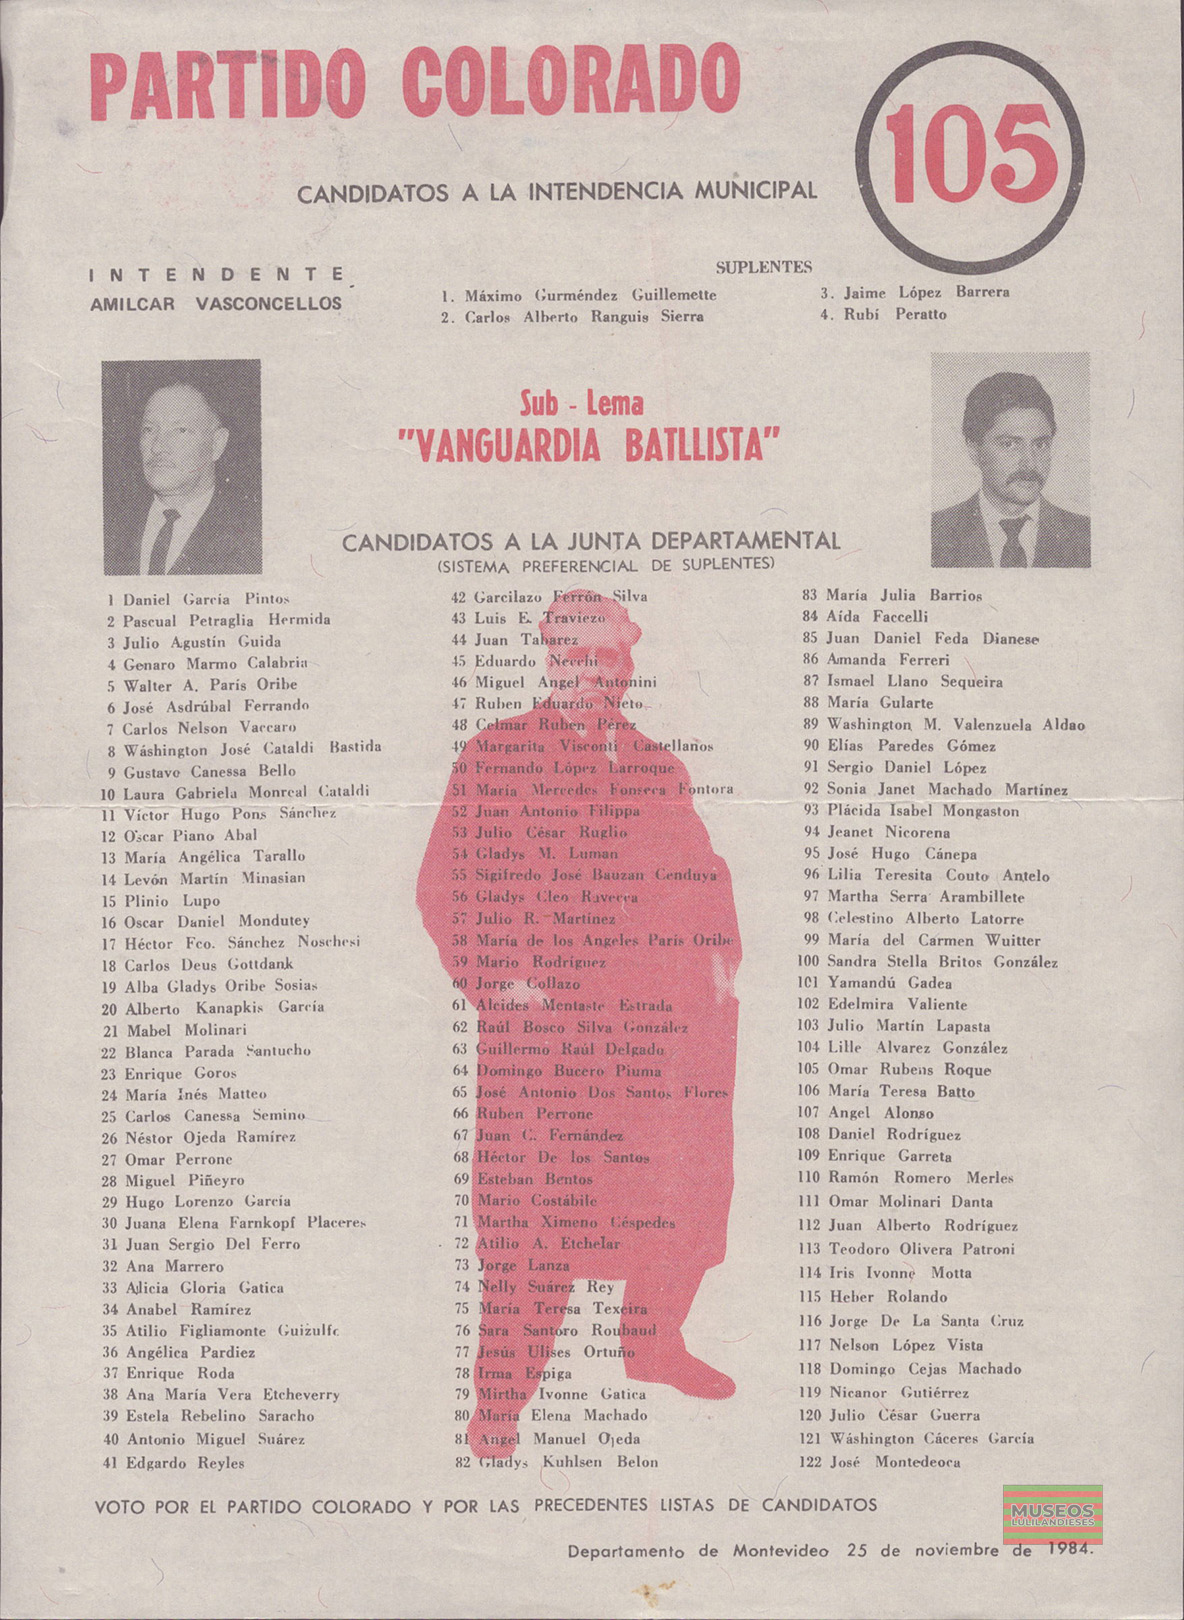 PARTIDO COLORADO
105
CANDIDATOS A LA INTENDENCIA MUNICIPAL
INTENDENTE
AMILCAR VASCONCELLOS
SUPLENTES
1. Máximo Gurméndez Guillemette
2. Carlos Alberto Ranguis Sierra
3. Jaime López Barrera
4. Rubí Peratto
Sub - Lema
"VANGUARDIA BATLLISTA"
CANDIDATOS A LA JUNTA DEPARTAMENTAL
(SISTEMA PREFERENCIAL DE SUPLENTES)
1 Daniel García Pintos
2 Pascual Petraglia Hermida
3 Julio Agustín Guida
4 Genaro Marmo Calabria
5 Walter A. París Oribe
6 José Asdrúbal Ferrando
7 Carlos Nelson Vaccaro
8 Wáshington José Cataldi Bastida
9 Gustavo Canessa Bello
10 Laura Gabriela Monreal Cataldi
11 Víctor Hugo Pons Sánchez
12 Oscar Piano Abal
13 María Angélica Tarallo
14 Levón Martín Minasian
15 Plinio Lupo
16 Oscar Daniel Mondutey
17 Héctor Fco. Sánchez Noschesi
18 Carlos Deus Gottdank
19 Alba Gladys Oribe Sosias
20 Alberto Kanapkis García
21 Mabel Molinari
22 Blanca Parada Santucho
23 Enrique Goros
24 María Inés Matteo
25 Carlos Canessa Semino
26 Néstor Ojeda Ramírez
27 Omar Perrone
28 Miguel Piñeyro
29 Hugo Lorenzo García
30 Juana Elena Farnkopf Placeres
31 Juan Sergio Del Ferro
32 Ana Marrero
33 Alicia Gloria Gatica
34 Anabel Ramírez
35 Atilio Figliamonte Guizulfo
36 Angélica Pardiez
37 Enrique Roda
38 Ana María Vera Etcheverry
39 Estela Rebelino Saracho
40 Antonio Miguel Suárez
41 Edgardo Reyles
42 Garcilazo Ferrón Silva
43 Luis E. Traviezo
44 Juan Tabarez
45 Eduardo Necchi
46 Miguel Angel Antonini
47 Ruben Eduardo Nieto
48 Celmar Ruben Pérez
49 Margarita Visconti Castellanos
50 Fernando López Larroque
51 María Mercedes Fonseca Fontora
52 Juan Antonio Filippa
53 Julio César Ruglio
54 Gladys M. Luman
55 Sigifredo José Bauzan Cenduya
56 Gladys Cleo Ravecca
57 Julio R. Martínez
58 María de los Angeles París Oribe
59 Mario Rodríguez
60 Jorge Collazo
61 Alcides Mentaste Estrada
62 Raúl Bosco Silva González
63 Guillermo Raúl Delgado
64 Domingo Bucero Piuma
65 José Antonio Dos Santos Flores
66 Ruben Perrone
67 Juan C. Fernández
68 Héctor De los Santos
69 Esteban Bentos
70 Mario Costábile
71 Martha Ximeno Céspedes
72 Atilio A. Etchelar
73 Jorge Lanza
74 Nelly Suárez Rey
75 María Teresa Texeira
76 Sara Santoro Roubaud
77 Jesús Ulises Ortuño
78 Irma Espiga
79 Mirtha Ivonne Gatica
80 María Elena Machado
81 Angel Manuel Ojeda
82 Gladys Kuhlsen Belon
83 María Julia Barrios
84 Aída Faccelli
85 Juan Daniel Feda Dianese
86 Amanda Ferreri
87 Ismael Llano Sequeira
88 María Gularte
89 Washington M. Valenzuela Aldao
90 Elías Paredes Gómez
91 Sergio Daniel López
92 Sonia Janet Machado Martínez
93 Plácida Isabel Mongaston
94 Jeanet Nicorena
95 José Hugo Cánepa
96 Lilia Teresita Couto Antelo
97 Martha Serra Arambillete
98 Celestino Alberto Latorre
99 María del Carmen Wuitter
100 Sandra Stella Britos González
101 Yamandú Gadea
102 Edelmira Valiente
103 Julio Martín Lapasta
104 Lille Alvarez González
105 Omar Rubens Roque
106 María Teresa Batto
107 Angel Alonso
108 Daniel Rodríguez
109 Enrique Garreta
110 Ramón Romero Merles
111 Omar Molinari Danta
112 Juan Alberto Rodríguez
113 Teodoro Olivera Patroni
114 Iris Ivonne Motta
115 Heber Rolando
116 Jorge De La Santa Cruz
117 Nelson López Vista
118 Domingo Cejas Machado
119 Nicanor Gutiérrez
120 Julio César Guerra
121 Wáshington Cáceres García
122 José Montedeoca
VOTO POR EL PARTIDO COLORADO Y POR LAS PRECEDENTES LISTAS DE CANDIDATOS
MUSEOS
LULILANDIESES
Departamento de Montevideo 25 de noviembre de 1984.